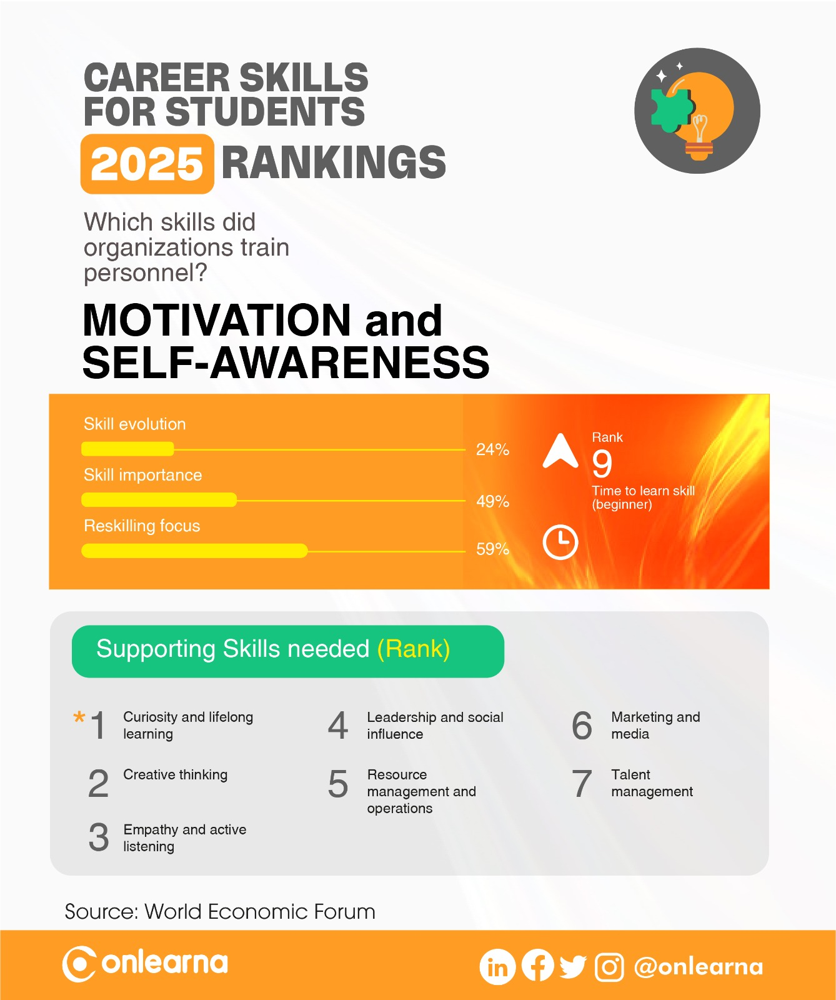 CAREER SKILLS
FOR STUDENTS
2025 RANKINGS
Which skills did
organizations train
personnel?
MOTIVATION and
SELF-AWARENESS
Skill evolution
24%
Skill importance
49%
Reskilling focus
59%
Rank
9
Time to learn skill
(beginner)
Supporting Skills needed (Rank)
*1 Curiosity and lifelong
learning
2 Creative thinking
3 Empathy and active
listening
4 Leadership and social
influence
5 Resource
management and
operations
6 Marketing and
media
7 Talent
management
Source: World Economic Forum
onlearna
in @onlearna